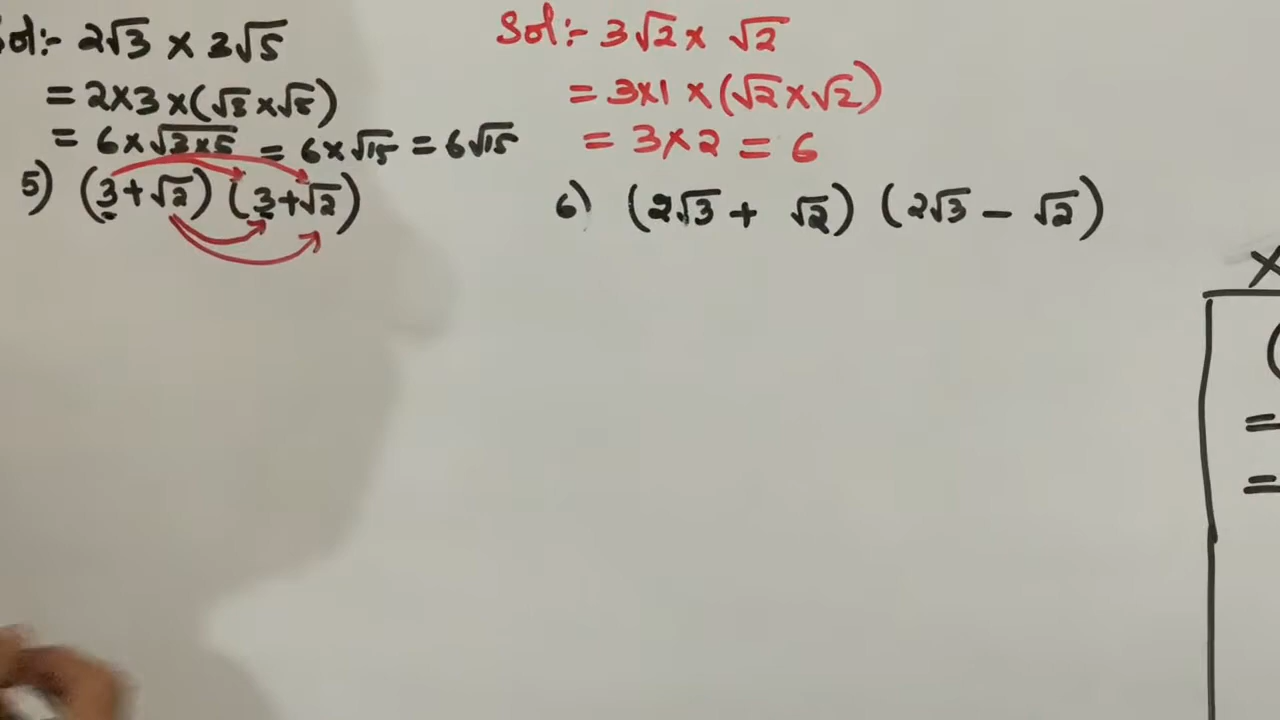 Sol:- 2√3 × 3√5
= 2×3×(√3×√5)
= 6×√3×5 = 6×√15 = 6√15
5) (3+√2) (3+√2)
Sol:- 3√2 × √2
= 3×1 × (√2×√2)
= 3×2 = 6
6) (2√3 + √2) (2√3 - √2)
×
(
=
=